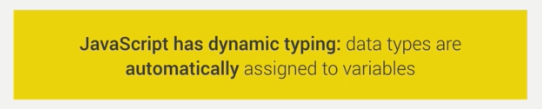 JavaScript has dynamic typing: data types are
automatically assigned to variables